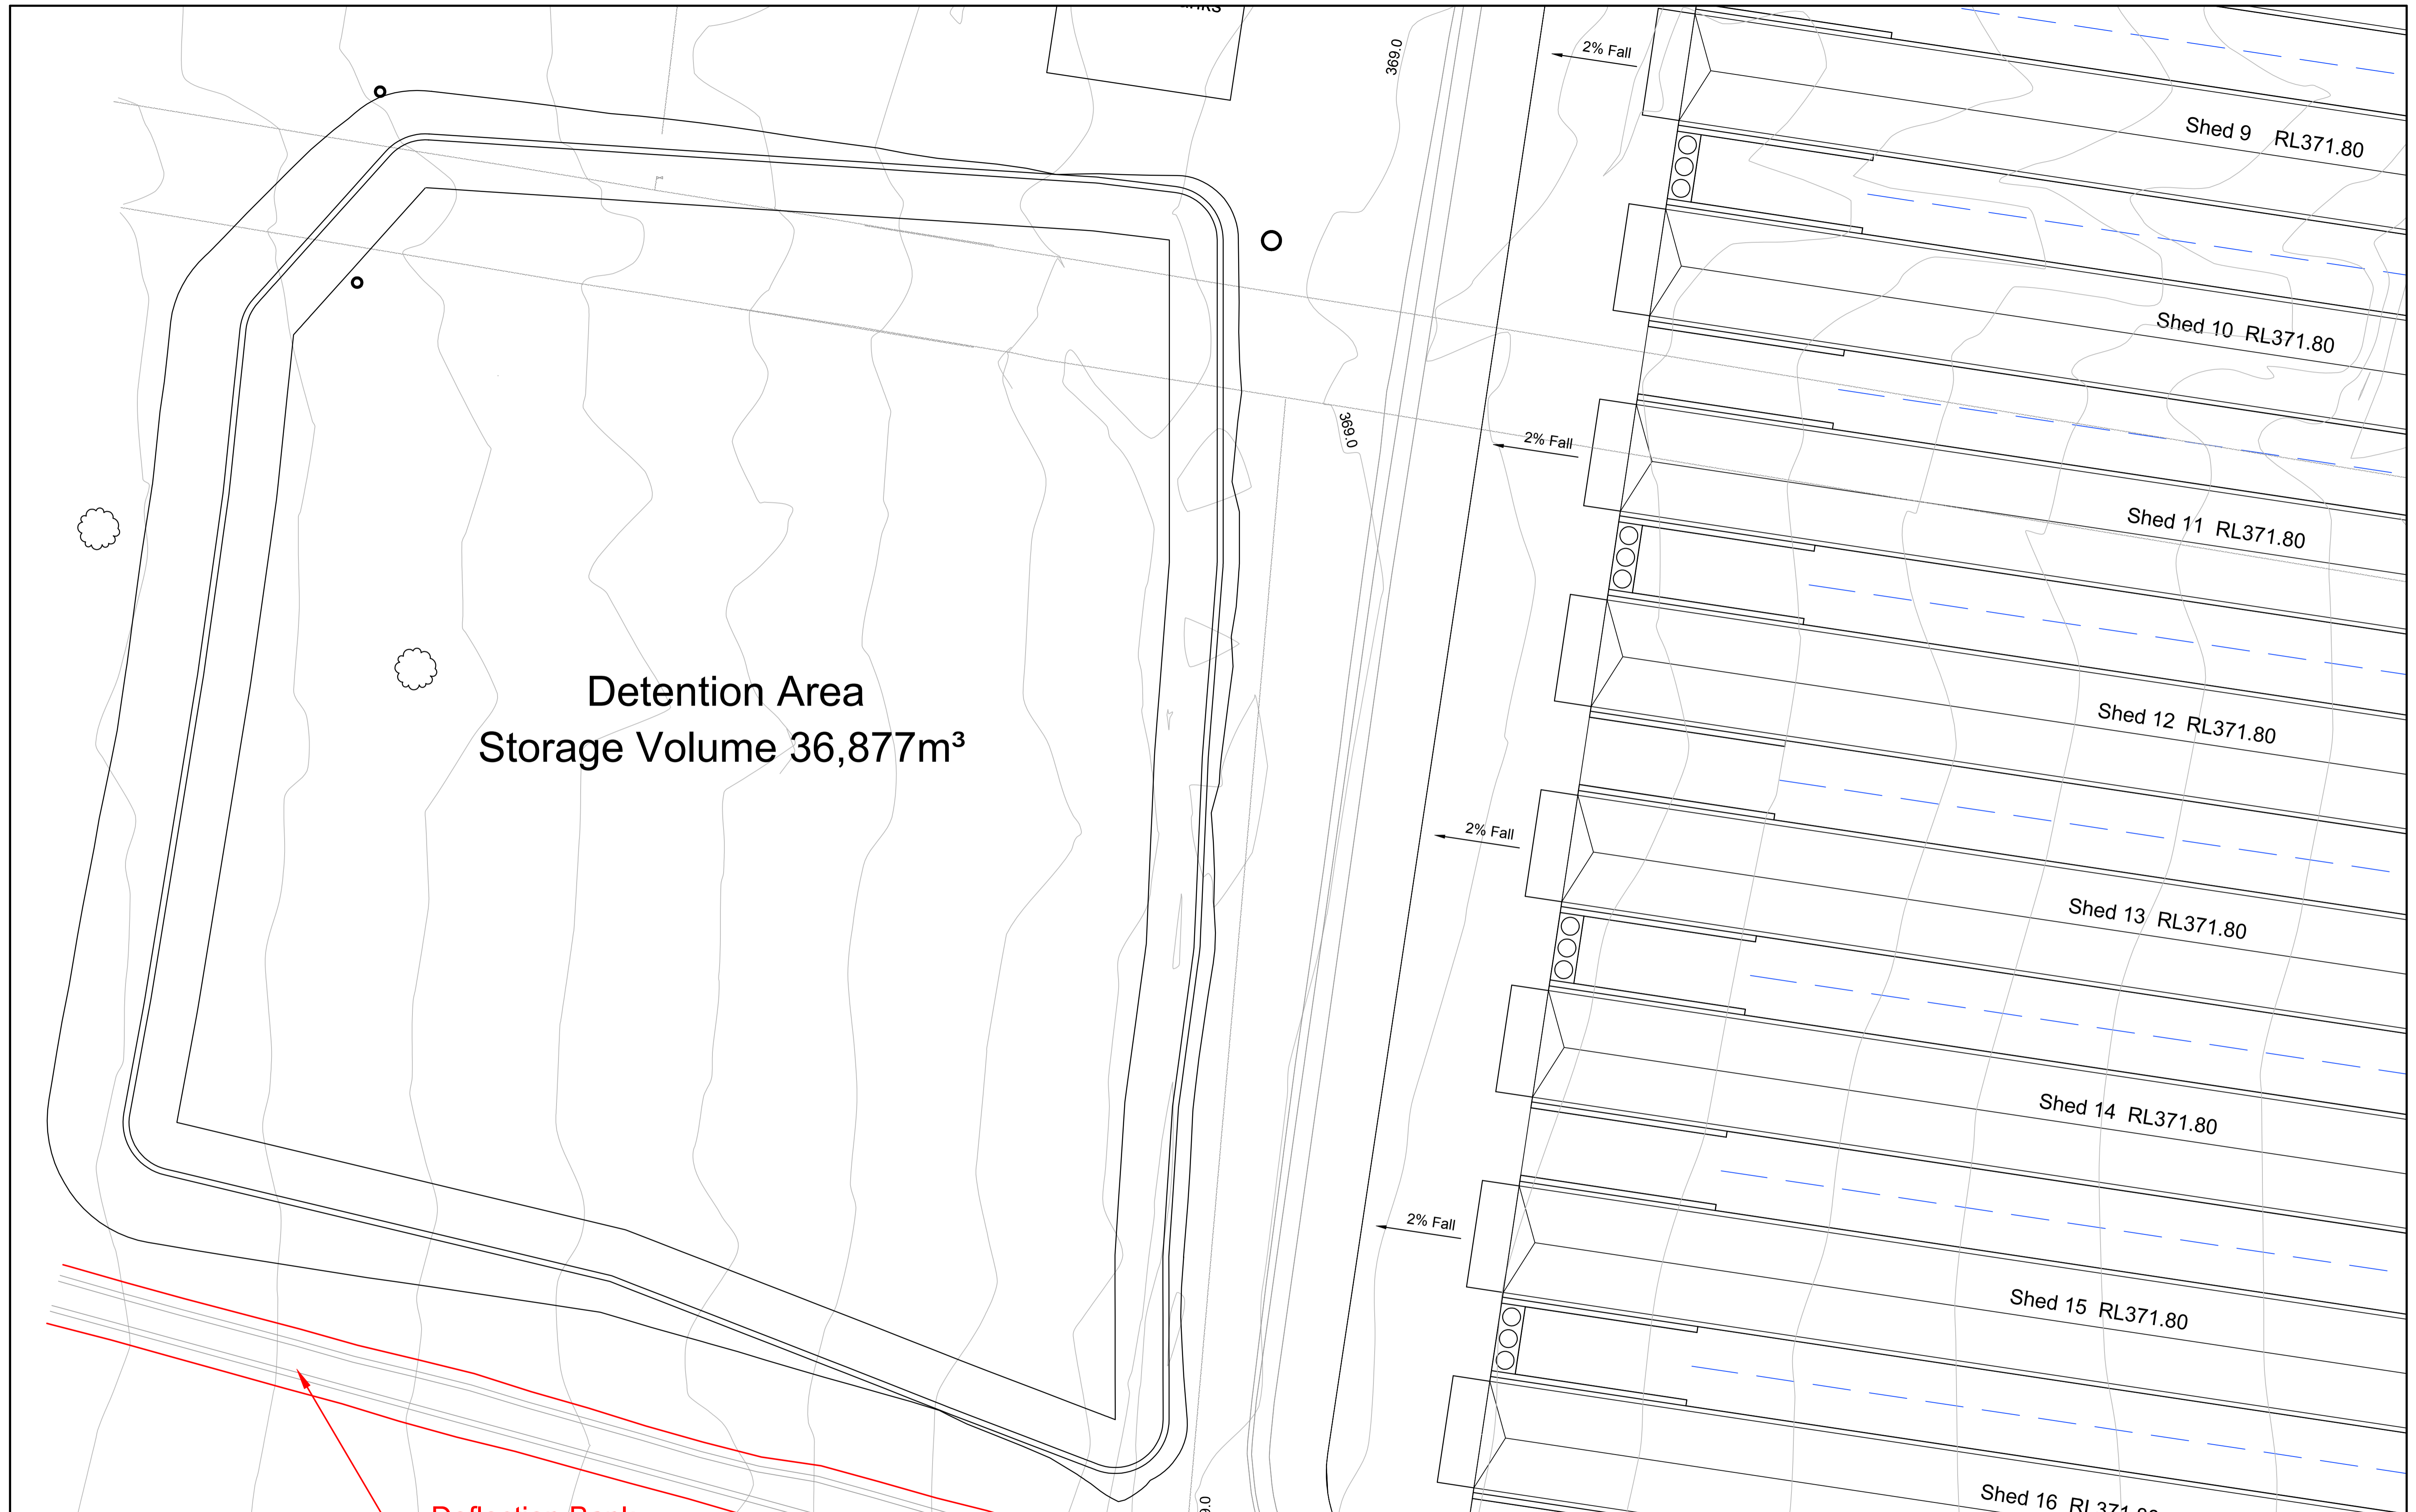 369.0
2% Fall
Shed 9 RL371.80
Shed 10 RL371.80
369.0
2% Fall
Shed 11 RL371.80
Detention Area
Storage Volume 36,877m³
Shed 12 RL371.80
2% Fall
Shed 13 RL371.80
Shed 14 RL371.80
2% Fall
Shed 15 RL371.80
Shed 16